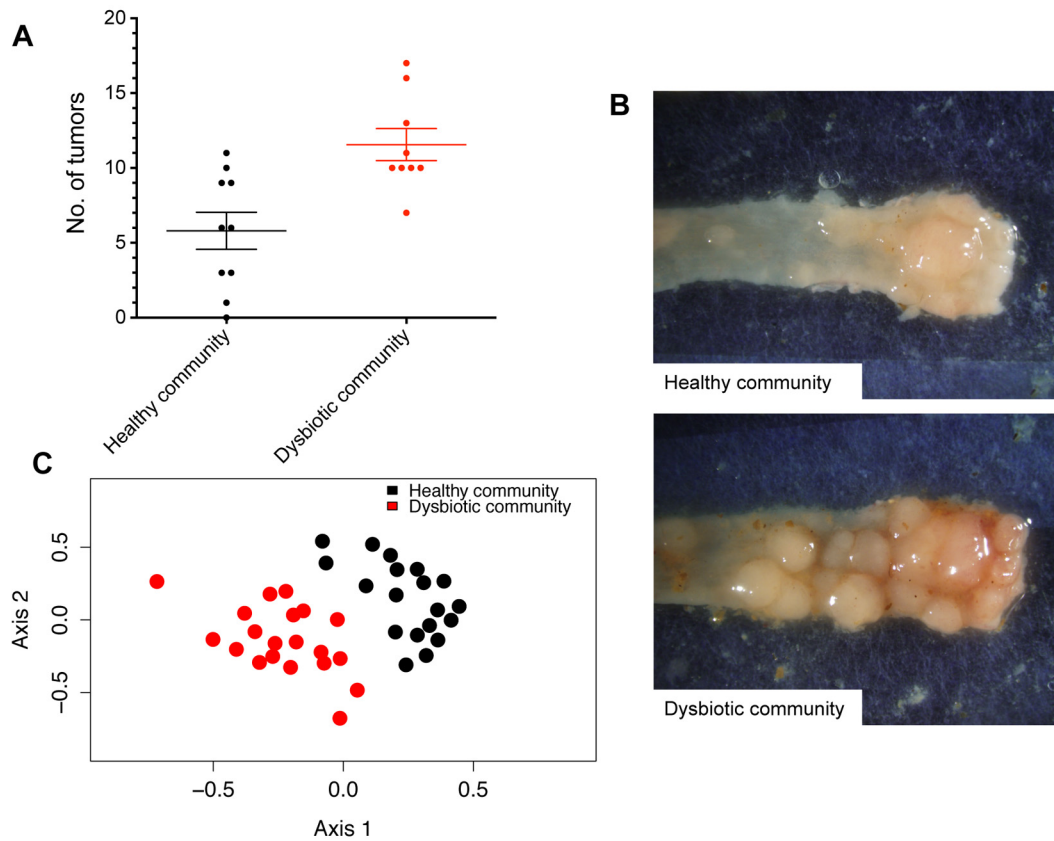 A
No. of tumors
20
15
10
5
0
Healthy community
Dysbiotic community
B
Healthy community
Dysbiotic community
C
Healthy community
Dysbiotic community
Axis 2
0.5
0.0
−0.5
−0.5
0.0
0.5
Axis 1